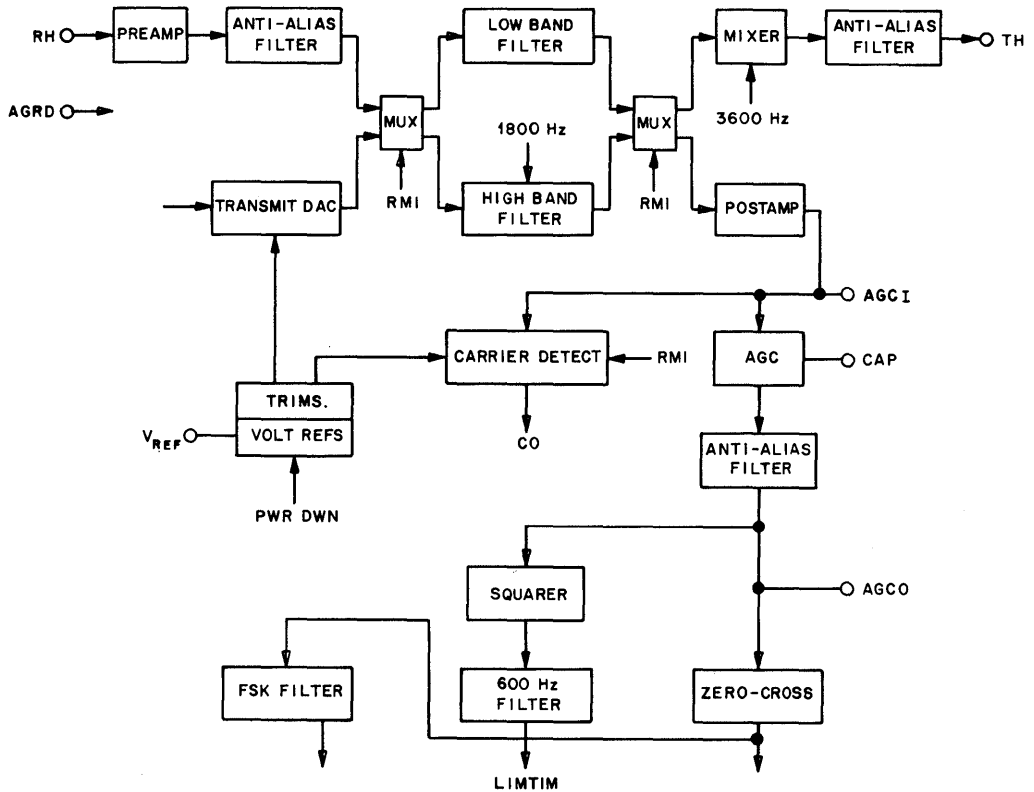 RH
PREAMP
ANTI-ALIAS
FILTER
LOW BAND
FILTER
MIXER
ANTI-ALIAS
FILTER
TH
AGRD
MUX
1800 Hz
MUX
3600 Hz
RMI
TRANSMIT DAC
HIGH BAND
FILTER
RMI
POSTAMP
AGCI
CARRIER DETECT
RMI
AGC
CAP
TRIMS.
VREF
VOLT REFS
CO
ANTI-ALIAS
FILTER
PWR DWN
SQUARER
AGCO
FSK FILTER
600 Hz
FILTER
ZERO-CROSS
LIMTIM